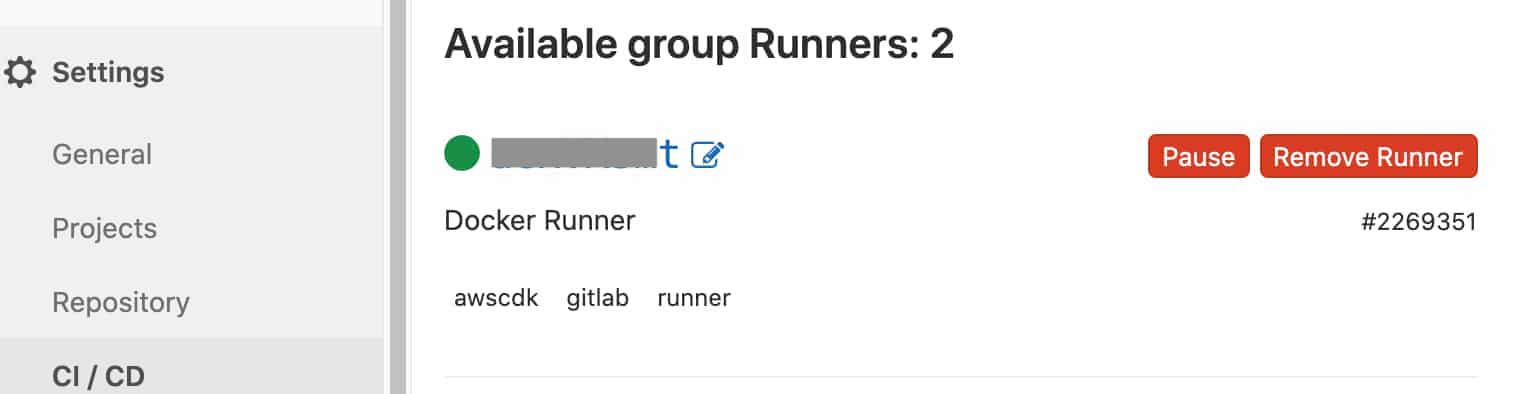 Settings
General
Projects
Repository
CI / CD
Available group Runners: 2
t
Pause
Remove Runner
Docker Runner
#2269351
awscdk gitlab runner